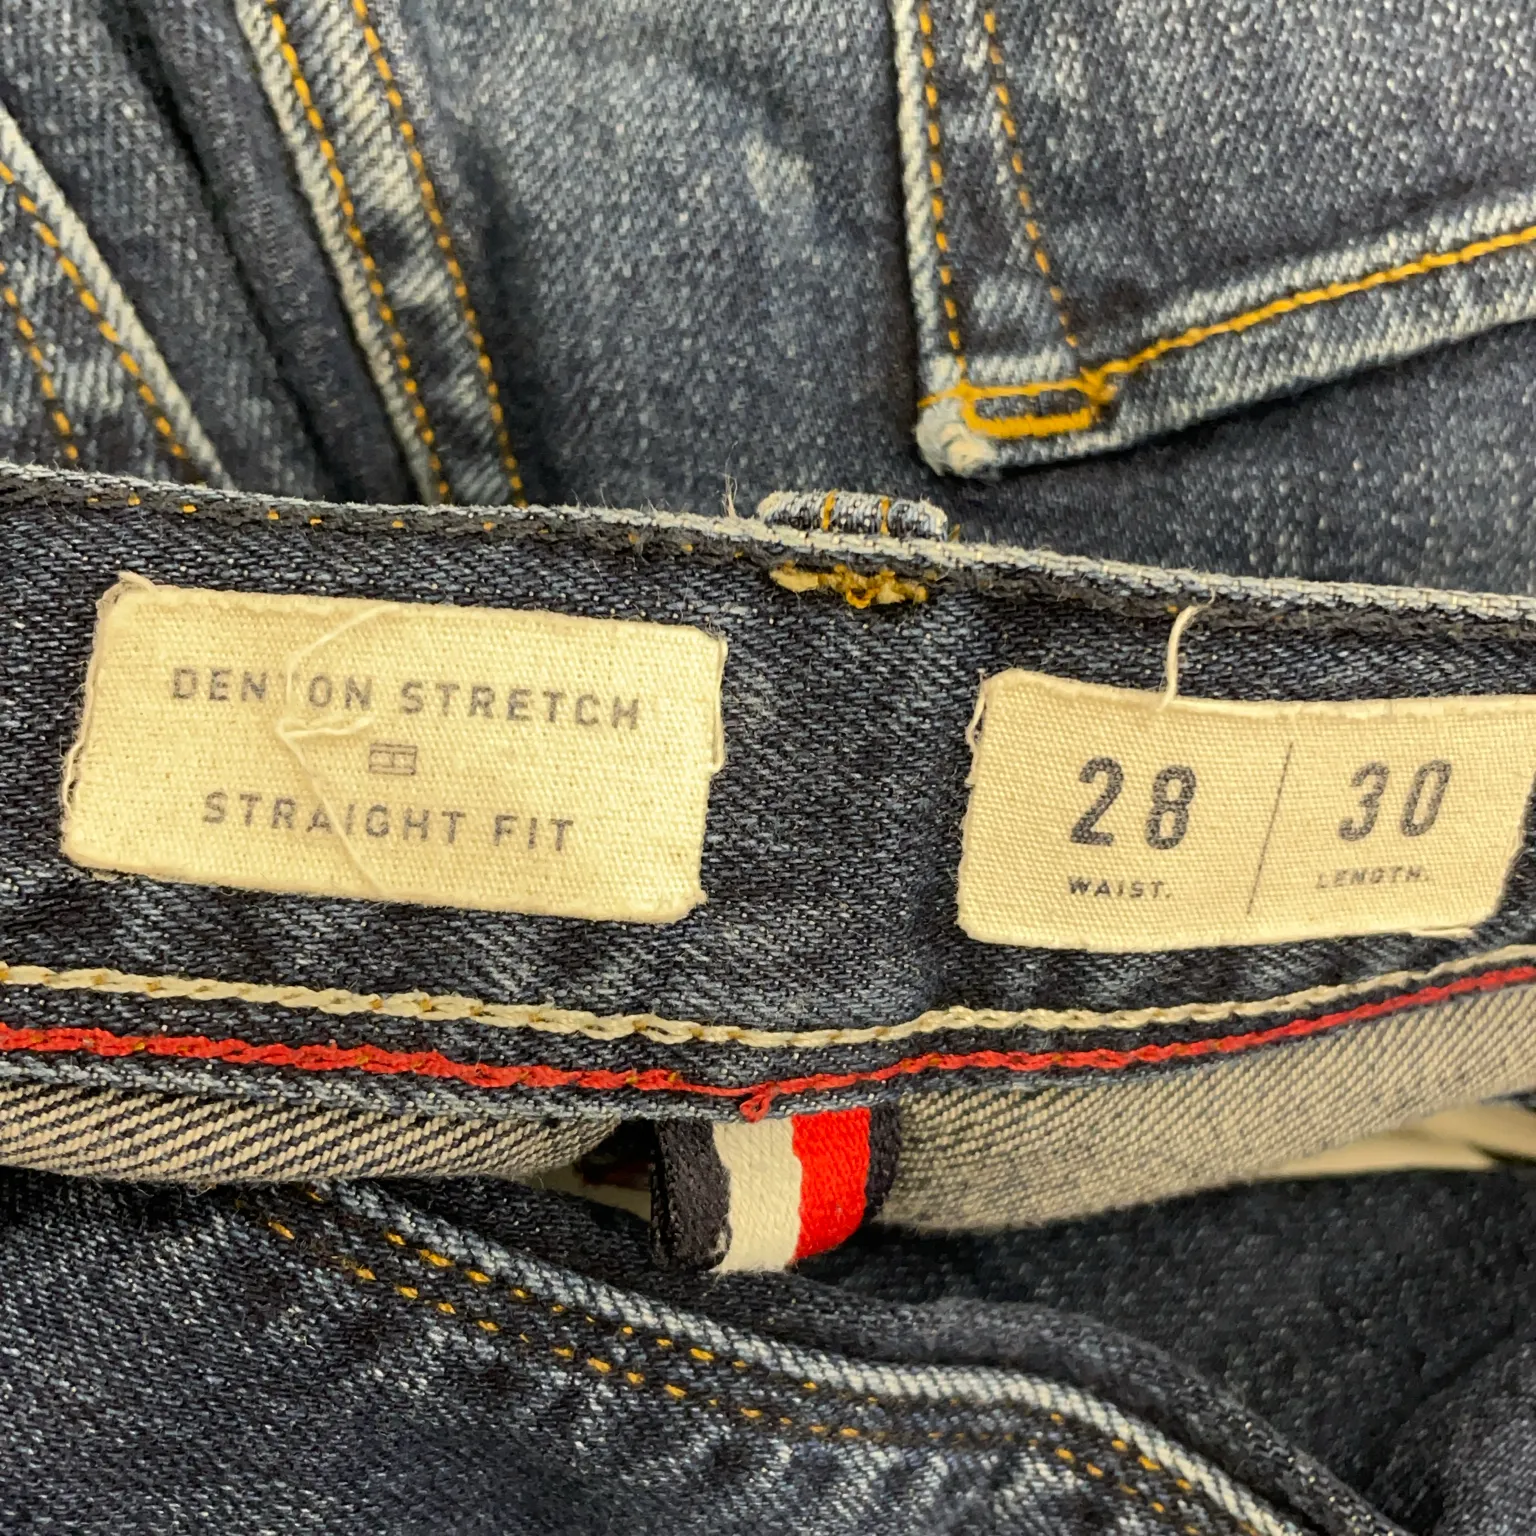 DENTON STRETCH
STRAIGHT FIT
28 30
WAIST. LENGTH.